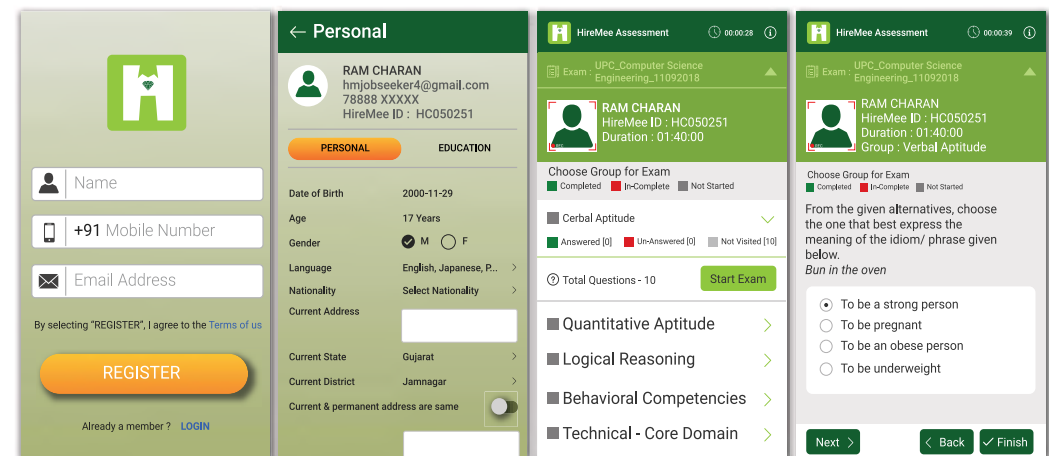 Name
+91 Mobile Number
Email Address
By selecting "REGISTER", I agree to the Terms of us
REGISTER
Already a member ? LOGIN
← Personal
RAM CHARAN
hmjobseeker4@gmail.com
78888 XXXXX
HireMee ID : HC050251
PERSONAL EDUCATION
Date of Birth 2000-11-29
Age 17 Years
Gender M F
Language English, Japanese, P... >
Nationality Select Nationality >
Current Address
Current State Gujarat >
Current District Jamnagar >
Current & permanent address are same
HireMee Assessment 00:00:28
Exam : UPC_Computer Science
Engineering_11092018
RAM CHARAN
HireMee ID : HC050251
Duration : 01:40:00
Choose Group for Exam
Completed In-Complete Not Started
Cerbal Aptitude
Answered [0] Un-Answered [0] Not Visited [10]
Total Questions - 10 Start Exam
Quantitative Aptitude >
Logical Reasoning >
Behavioral Competencies >
Technical - Core Domain >
HireMee Assessment 00:00:39
Exam : UPC_Computer Science
Engineering_11092018
RAM CHARAN
HireMee ID : HC050251
Duration : 01:40:00
Group : Verbal Aptitude
Choose Group for Exam
Completed In-Complete Not Started
From the given alternatives, choose
the one that best express the
meaning of the idiom/ phrase given
below.
Bun in the oven
To be a strong person
To be pregnant
To be an obese person
To be underweight
Next > < Back ✓ Finish